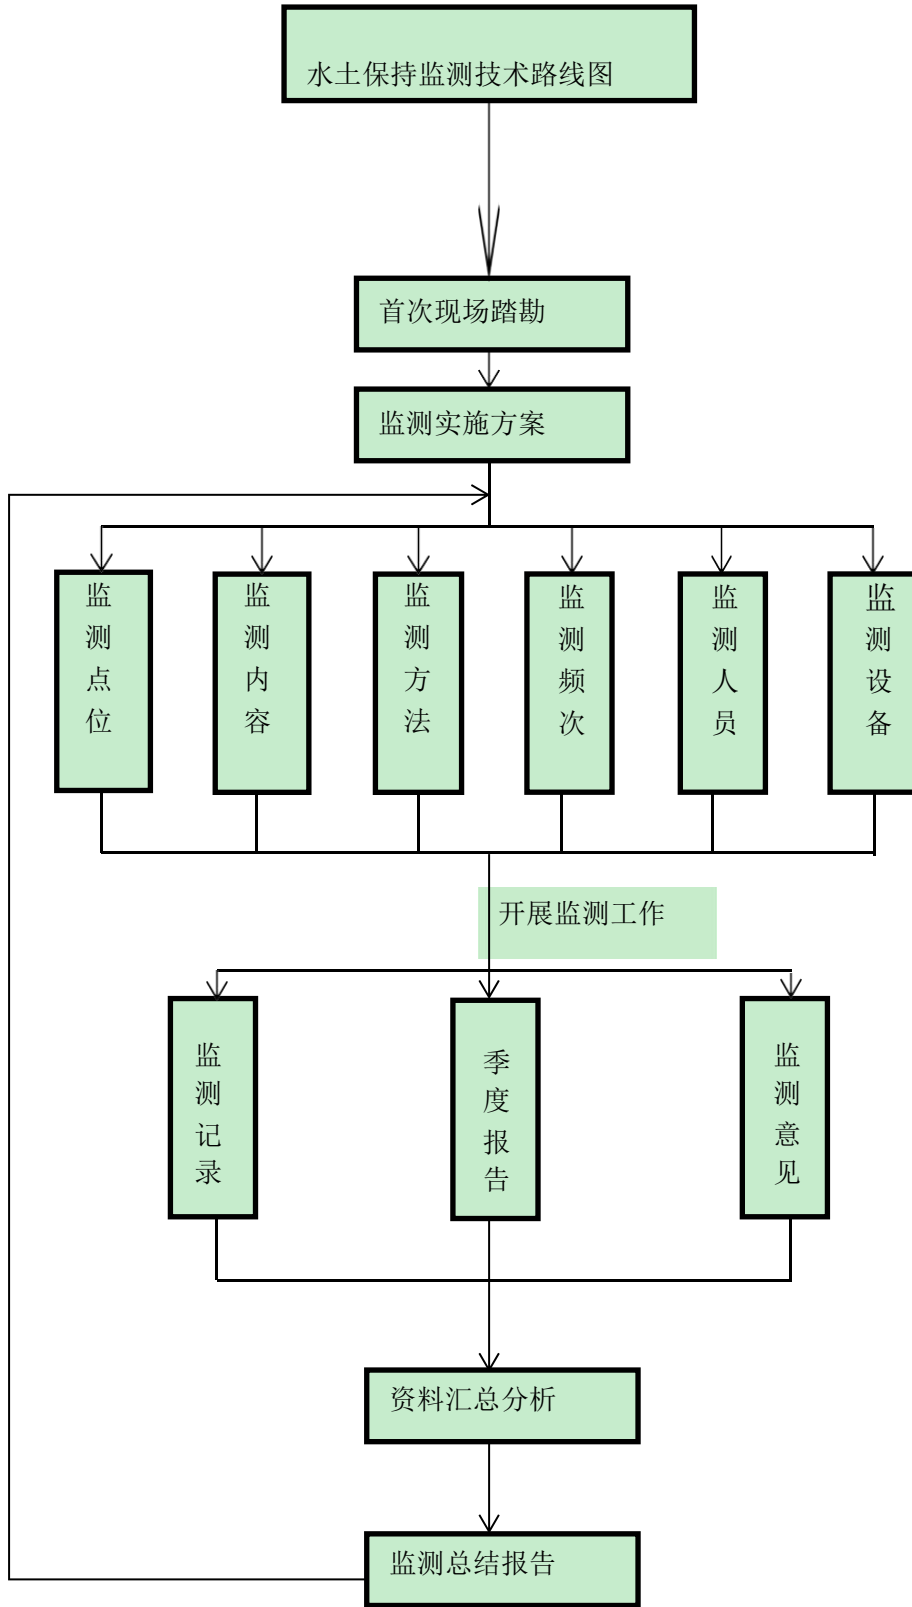 水土保持监测技术路线图
首次现场踏勘
监测实施方案
监测点位
监测内容
监测方法
监测频次
监测人员
监测设备
开展监测工作
监测记录
季度报告
监测意见
资料汇总分析
监测总结报告